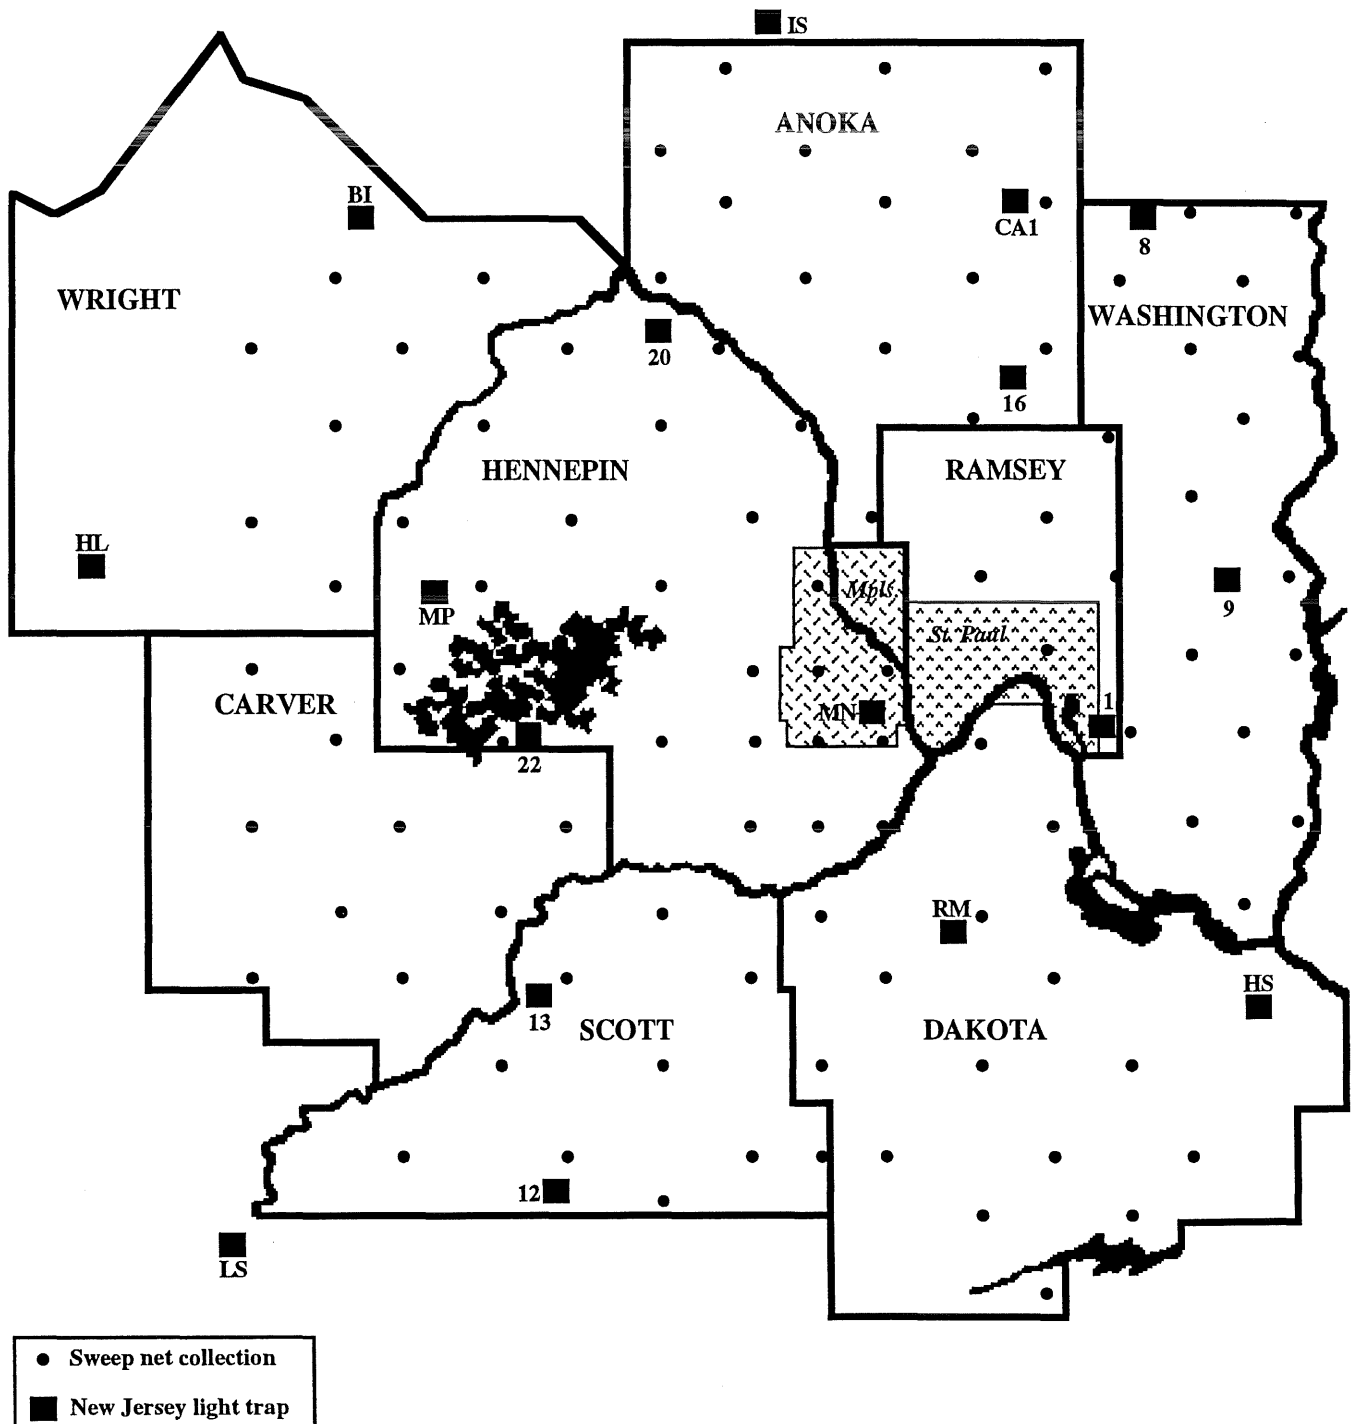 IS
ANOKA
BI
CA1
8
WRIGHT
WASHINGTON
20
16
HENNEPIN
RAMSEY
HL
MP
Mpls.
9
St. Paul
CARVER
MN
1
22
RM
HS
13
SCOTT
DAKOTA
12
LS
Sweep net collection
New Jersey light trap